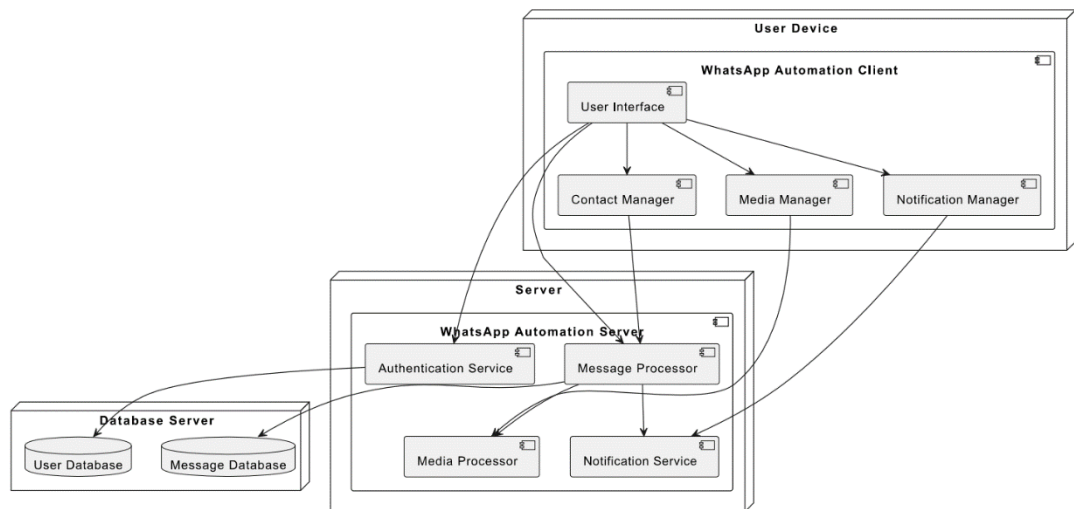 User Device
WhatsApp Automation Client
User Interface
Contact Manager
Media Manager
Notification Manager
Server
WhatsApp Automation Server
Authentication Service
Message Processor
Database Server
User Database
Message Database
Media Processor
Notification Service